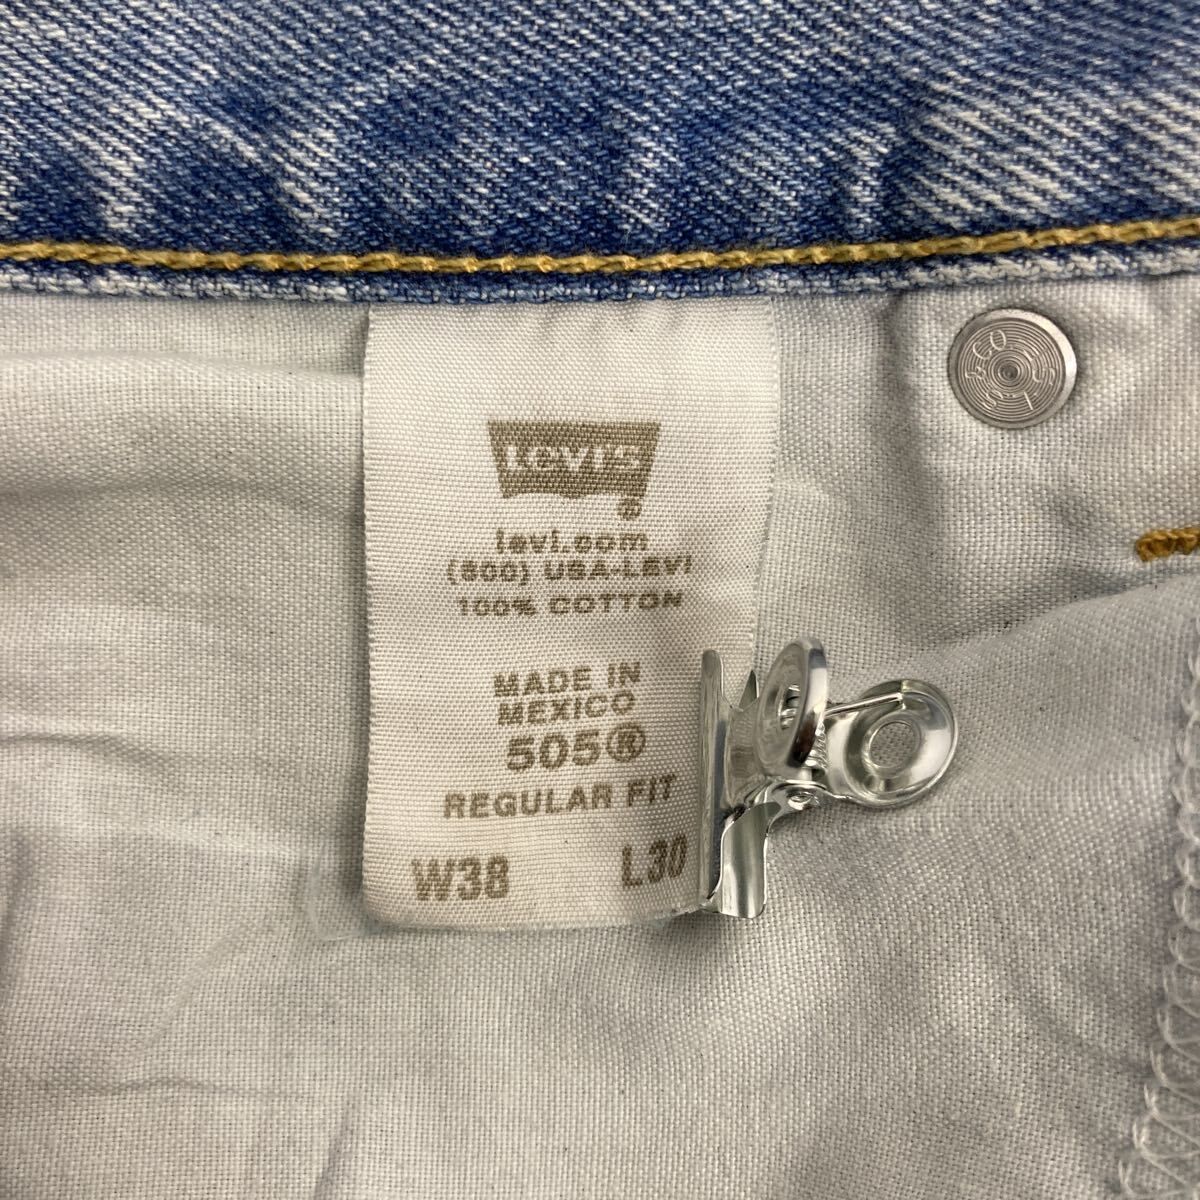 LEVI'S
®
levi.com
(800) USA-LEVI
100% COTTON
MADE IN
MEXICO
505®
REGULAR FIT
W38 L30